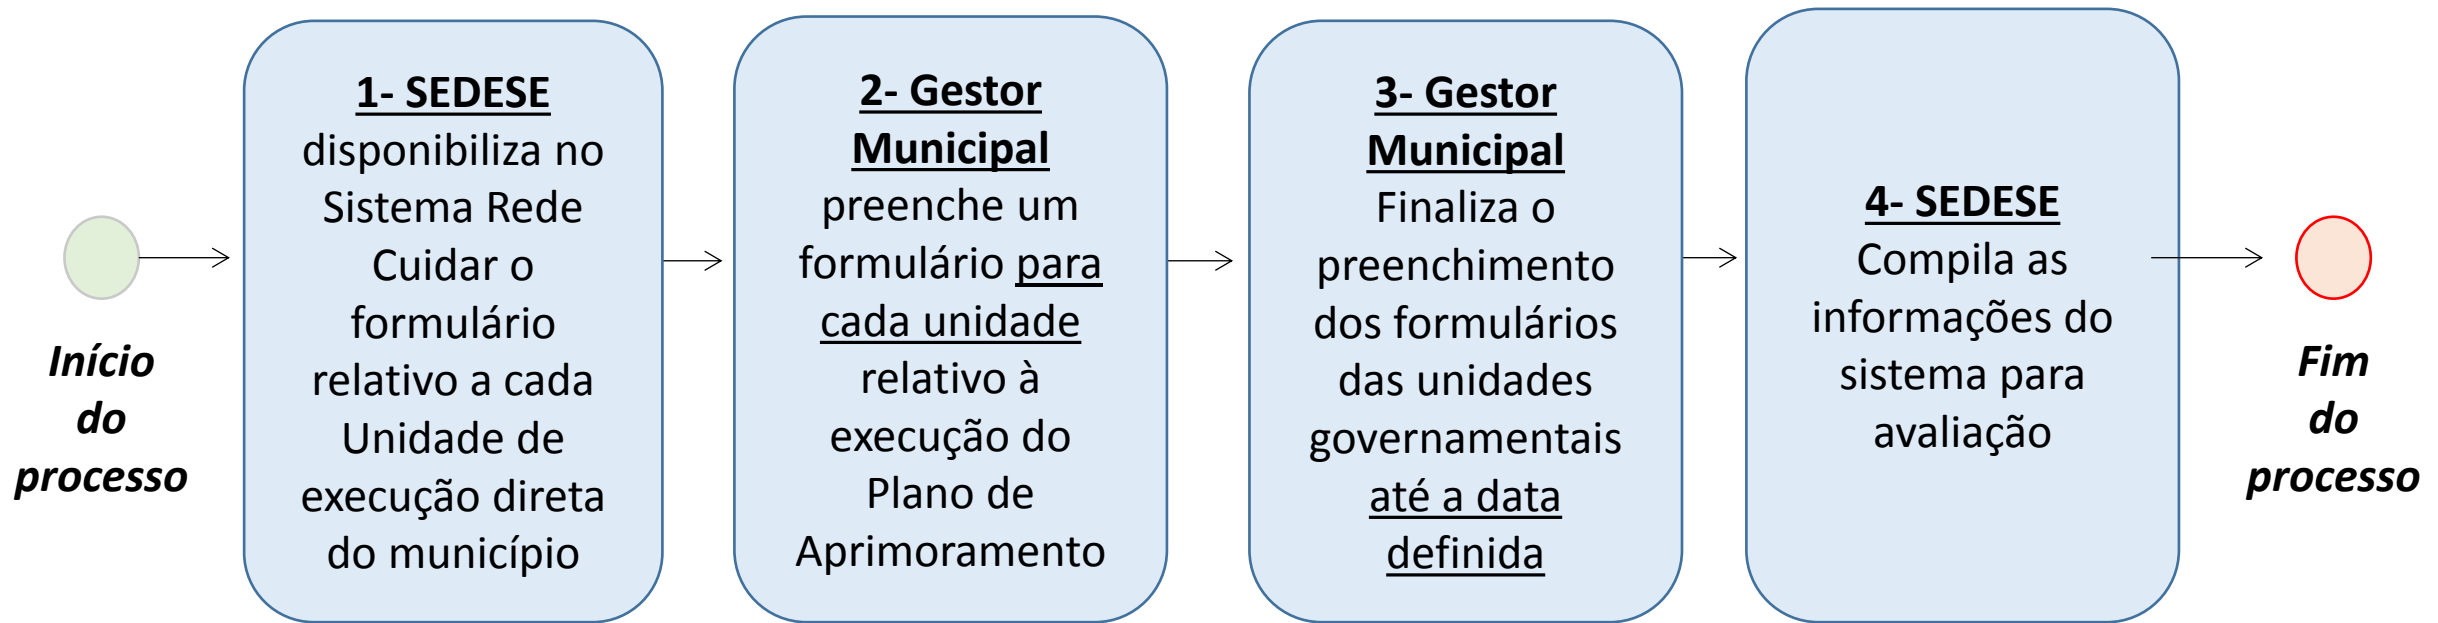 Início
do
processo
1- SEDESE
disponibiliza no
Sistema Rede
Cuidar o
formulário
relativo a cada
Unidade de
execução direta
do município
2- Gestor
Municipal
preenche um
formulário para
cada unidade
relativo à
execução do
Plano de
Aprimoramento
3- Gestor
Municipal
Finaliza o
preenchimento
dos formulários
das unidades
governamentais
até a data
definida
4- SEDESE
Compila as
informações do
sistema para
avaliação
Fim
do
processo